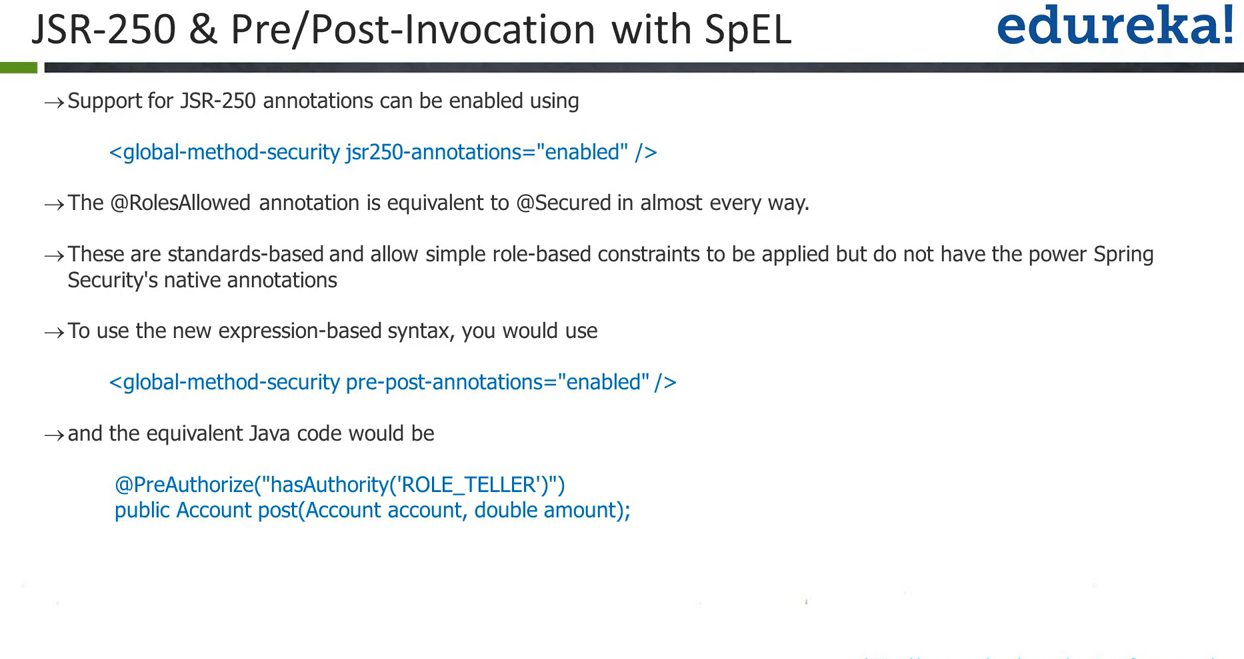 JSR-250 & Pre/Post-Invocation with SpEL
edureka!
→Support for JSR-250 annotations can be enabled using
<global-method-security jsr250-annotations="enabled" />
→The @RolesAllowed annotation is equivalent to @Secured in almost every way.
→These are standards-based and allow simple role-based constraints to be applied but do not have the power Spring
Security's native annotations
→To use the new expression-based syntax, you would use
<global-method-security pre-post-annotations="enabled" />
→and the equivalent Java code would be
@PreAuthorize("hasAuthority('ROLE_TELLER')")
public Account post(Account account, double amount);